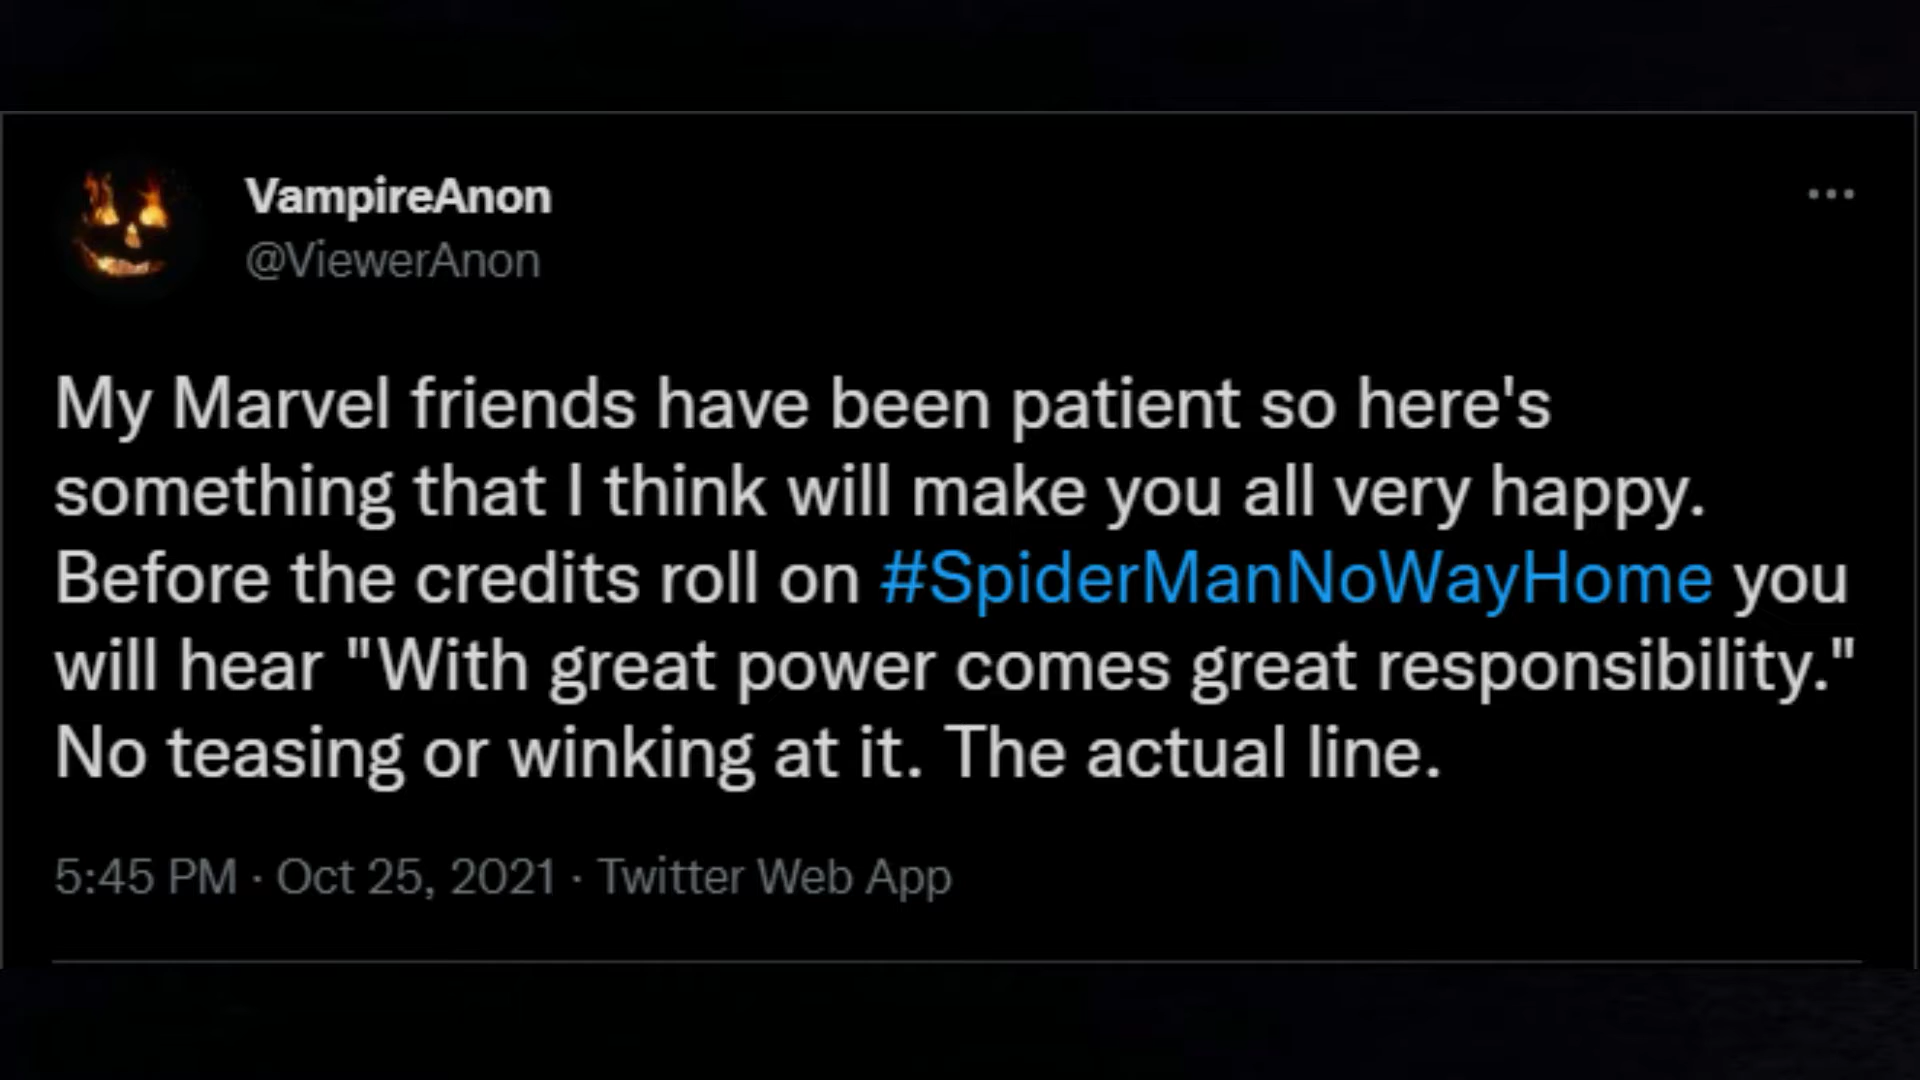 VampireAnon
@ViewerAnon
My Marvel friends have been patient so here's
something that I think will make you all very happy.
Before the credits roll on #SpiderManNoWayHome you
will hear "With great power comes great responsibility."
No teasing or winking at it. The actual line.
5:45 PM · Oct 25, 2021 · Twitter Web App